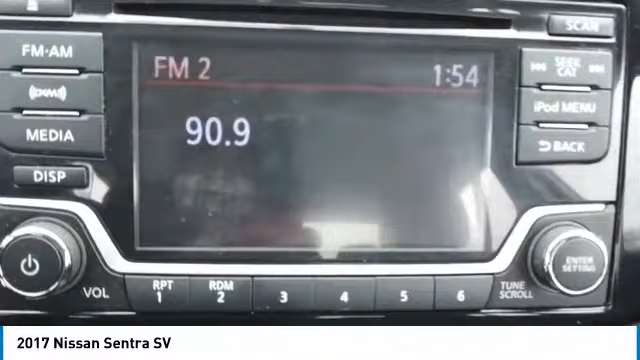 SCAN
FM·AM
SEEK
CAT
FM 2
1:54
((XM))
iPod MENU
90.9
MEDIA
BACK
DISP
VOL
RPT
1
RDM
2
3
4
5
6
TUNE
SCROLL
ENTER
SETTING
2017 Nissan Sentra SV